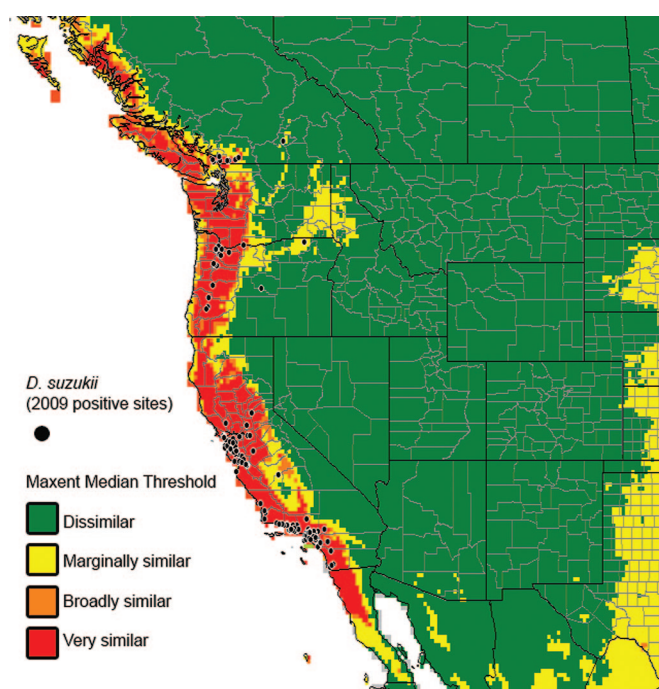 D. suzukii
(2009 positive sites)
Maxent Median Threshold
Dissimilar
Marginally similar
Broadly similar
Very similar